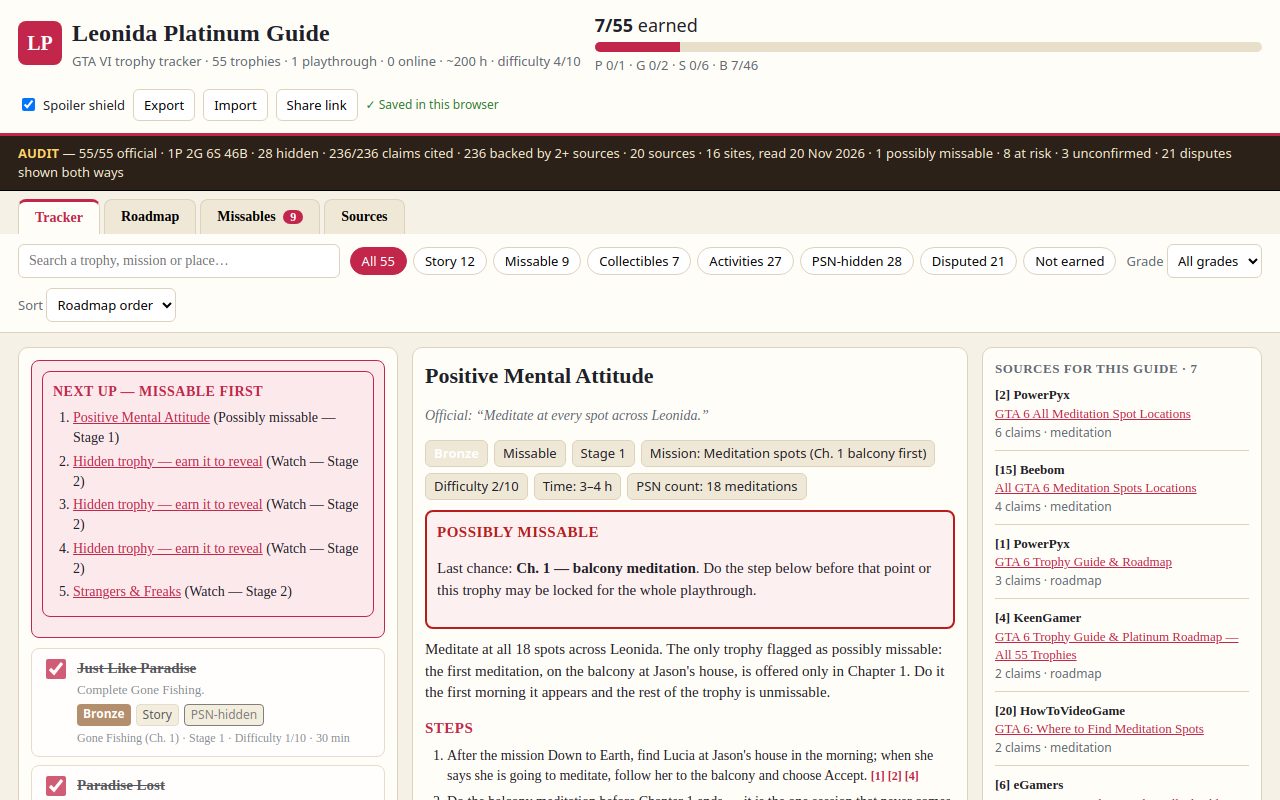 LP
Leonida Platinum Guide
GTA VI trophy tracker · 55 trophies · 1 playthrough · 0 online · ~200 h · difficulty 4/10
7/55 earned
P 0/1 · G 0/2 · S 0/6 · B 7/46
Spoiler shield Export Import Share link ✓ Saved in this browser
AUDIT — 55/55 official · 1P 2G 6S 46B · 28 hidden · 236/236 claims cited · 236 backed by 2+ sources · 20 sources · 16 sites, read 20 Nov 2026 · 1 possibly missable · 8 at risk · 3 unconfirmed · 21 disputes
shown both ways
Tracker Roadmap Missables 9 Sources
Search a trophy, mission or place… All 55 Story 12 Missable 9 Collectibles 7 Activities 27 PSN-hidden 28 Disputed 21 Not earned Grade All grades
Sort Roadmap order
NEXT UP — MISSABLE FIRST
1. Positive Mental Attitude (Possibly missable —
Stage 1)
2. Hidden trophy — earn it to reveal (Watch — Stage
2)
3. Hidden trophy — earn it to reveal (Watch — Stage
2)
4. Hidden trophy — earn it to reveal (Watch — Stage
2)
5. Strangers & Freaks (Watch — Stage 2)
Just Like Paradise
Complete Gone Fishing.
Bronze Story PSN-hidden
Gone Fishing (Ch. 1) · Stage 1 · Difficulty 1/10 · 30 min
Paradise Lost
Positive Mental Attitude
Official: “Meditate at every spot across Leonida.”
Bronze Missable Stage 1 Mission: Meditation spots (Ch. 1 balcony first)
Difficulty 2/10 Time: 3–4 h PSN count: 18 meditations
POSSIBLY MISSABLE
Last chance: Ch. 1 — balcony meditation. Do the step below before that point or
this trophy may be locked for the whole playthrough.
Meditate at all 18 spots across Leonida. The only trophy flagged as possibly missable:
the first meditation, on the balcony at Jason's house, is offered only in Chapter 1. Do it
the first morning it appears and the rest of the trophy is unmissable.
STEPS
1. After the mission Down to Earth, find Lucia at Jason's house in the morning; when she
says she is going to meditate, follow her to the balcony and choose Accept. [1] [2] [4]
2. Do the balcony meditation before Chapter 1 ends — it is the one session that never comes
SOURCES FOR THIS GUIDE · 7
[2] PowerPyx
GTA 6 All Meditation Spot Locations
6 claims · meditation
[15] Beebom
All GTA 6 Meditation Spots Locations
4 claims · meditation
[1] PowerPyx
GTA 6 Trophy Guide & Roadmap
3 claims · roadmap
[4] KeenGamer
GTA 6 Trophy Guide & Platinum Roadmap —
All 55 Trophies
2 claims · roadmap
[20] HowToVideoGame
GTA 6: Where to Find Meditation Spots
2 claims · meditation
[6] eGamers